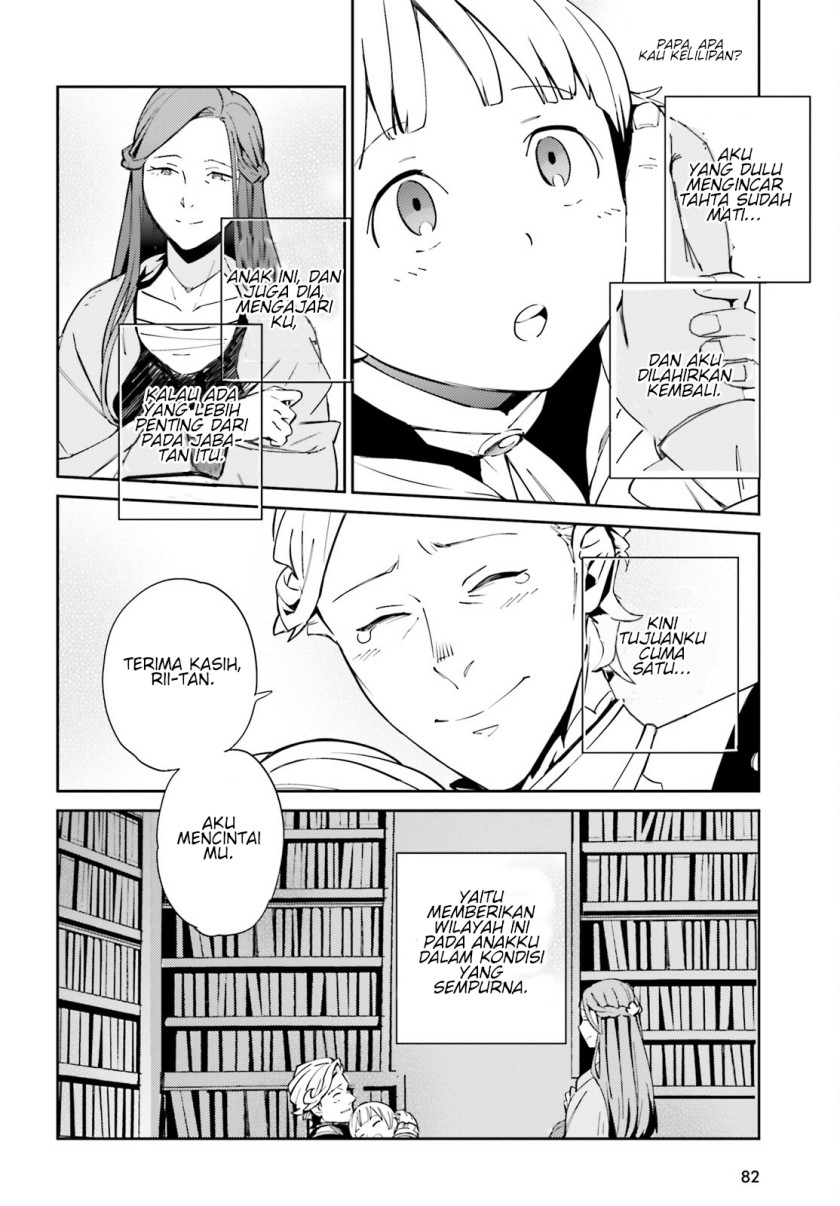 PAPA, APA
KAU KELILIPAN?
AKU
YANG DULU
MENGINCAR
TAHTA SUDAH
MATI...
DAN AKU
DILAHIRKAN
KEMBALI.
ANAK INI, DAN
JUGA DIA,
MENGAJARI
KU,
KALAU ADA
YANG LEBIH
PENTING DARI
PADA JABA-
TAN ITU.
KINI
TUJUANKU
CUMA
SATU...
TERIMA KASIH,
RII-TAN.
AKU
MENCINTAI
MU.
YAITU
MEMBERIKAN
WILAYAH INI
PADA ANAKKU
DALAM KONDISI
YANG
SEMPURNA.
82